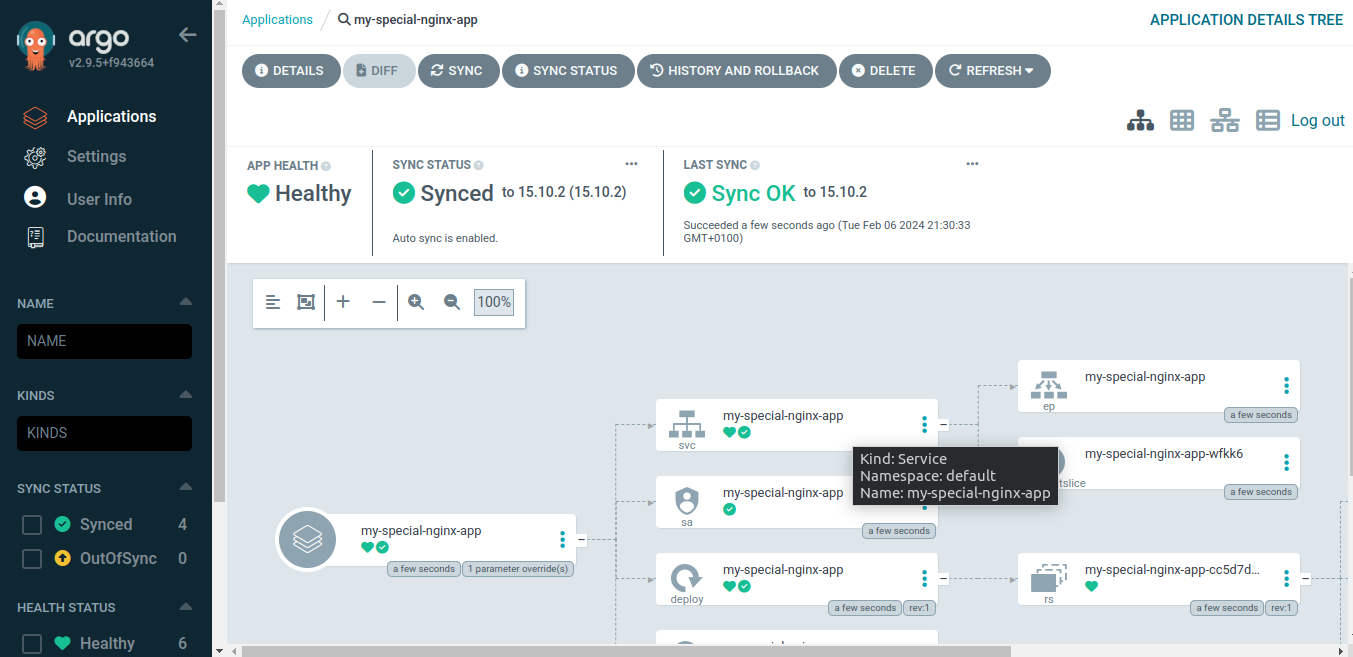 argo
v2.9.5+f943664
Applications
Settings
User Info
Documentation
NAME
NAME
KINDS
KINDS
SYNC STATUS
Synced 4
OutOfSync 0
HEALTH STATUS
Healthy 6
Applications / my-special-nginx-app
APPLICATION DETAILS TREE
DETAILS DIFF SYNC SYNC STATUS HISTORY AND ROLLBACK DELETE REFRESH
Log out
APP HEALTH
Healthy
SYNC STATUS
Synced to 15.10.2 (15.10.2)
Auto sync is enabled.
LAST SYNC
Sync OK to 15.10.2
Succeeded a few seconds ago (Tue Feb 06 2024 21:30:33
GMT+0100)
100%
my-special-nginx-app
a few seconds 1 parameter override(s)
my-special-nginx-app
svc
Kind: Service
Namespace: default
Name: my-special-nginx-app
my-special-nginx-app
sa
a few seconds
my-special-nginx-app
deploy
a few seconds rev:1
my-special-nginx-app
ep
a few seconds
my-special-nginx-app-wfkk6
tslice
a few seconds
my-special-nginx-app-cc5d7d...
rs
a few seconds rev:1